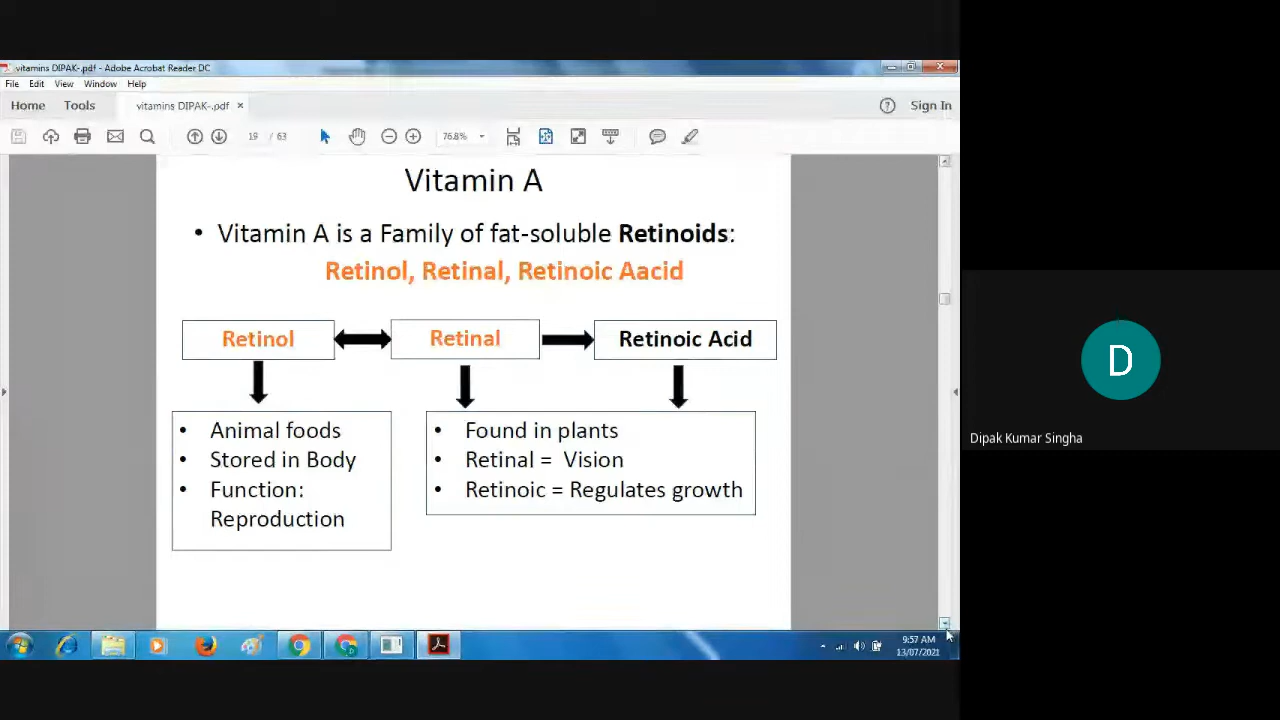 vitamins DIPAK-.pdf - Adobe Acrobat Reader DC
File Edit View Window Help
Home Tools vitamins DIPAK-.pdf × ? Sign In
19 / 63 76.8%
Vitamin A
• Vitamin A is a Family of fat-soluble Retinoids:
Retinol, Retinal, Retinoic Aacid
Retinol Retinal Retinoic Acid
• Animal foods
• Stored in Body
• Function:
Reproduction
• Found in plants
• Retinal = Vision
• Retinoic = Regulates growth
D
Dipak Kumar Singha
9:57 AM
13/07/2021